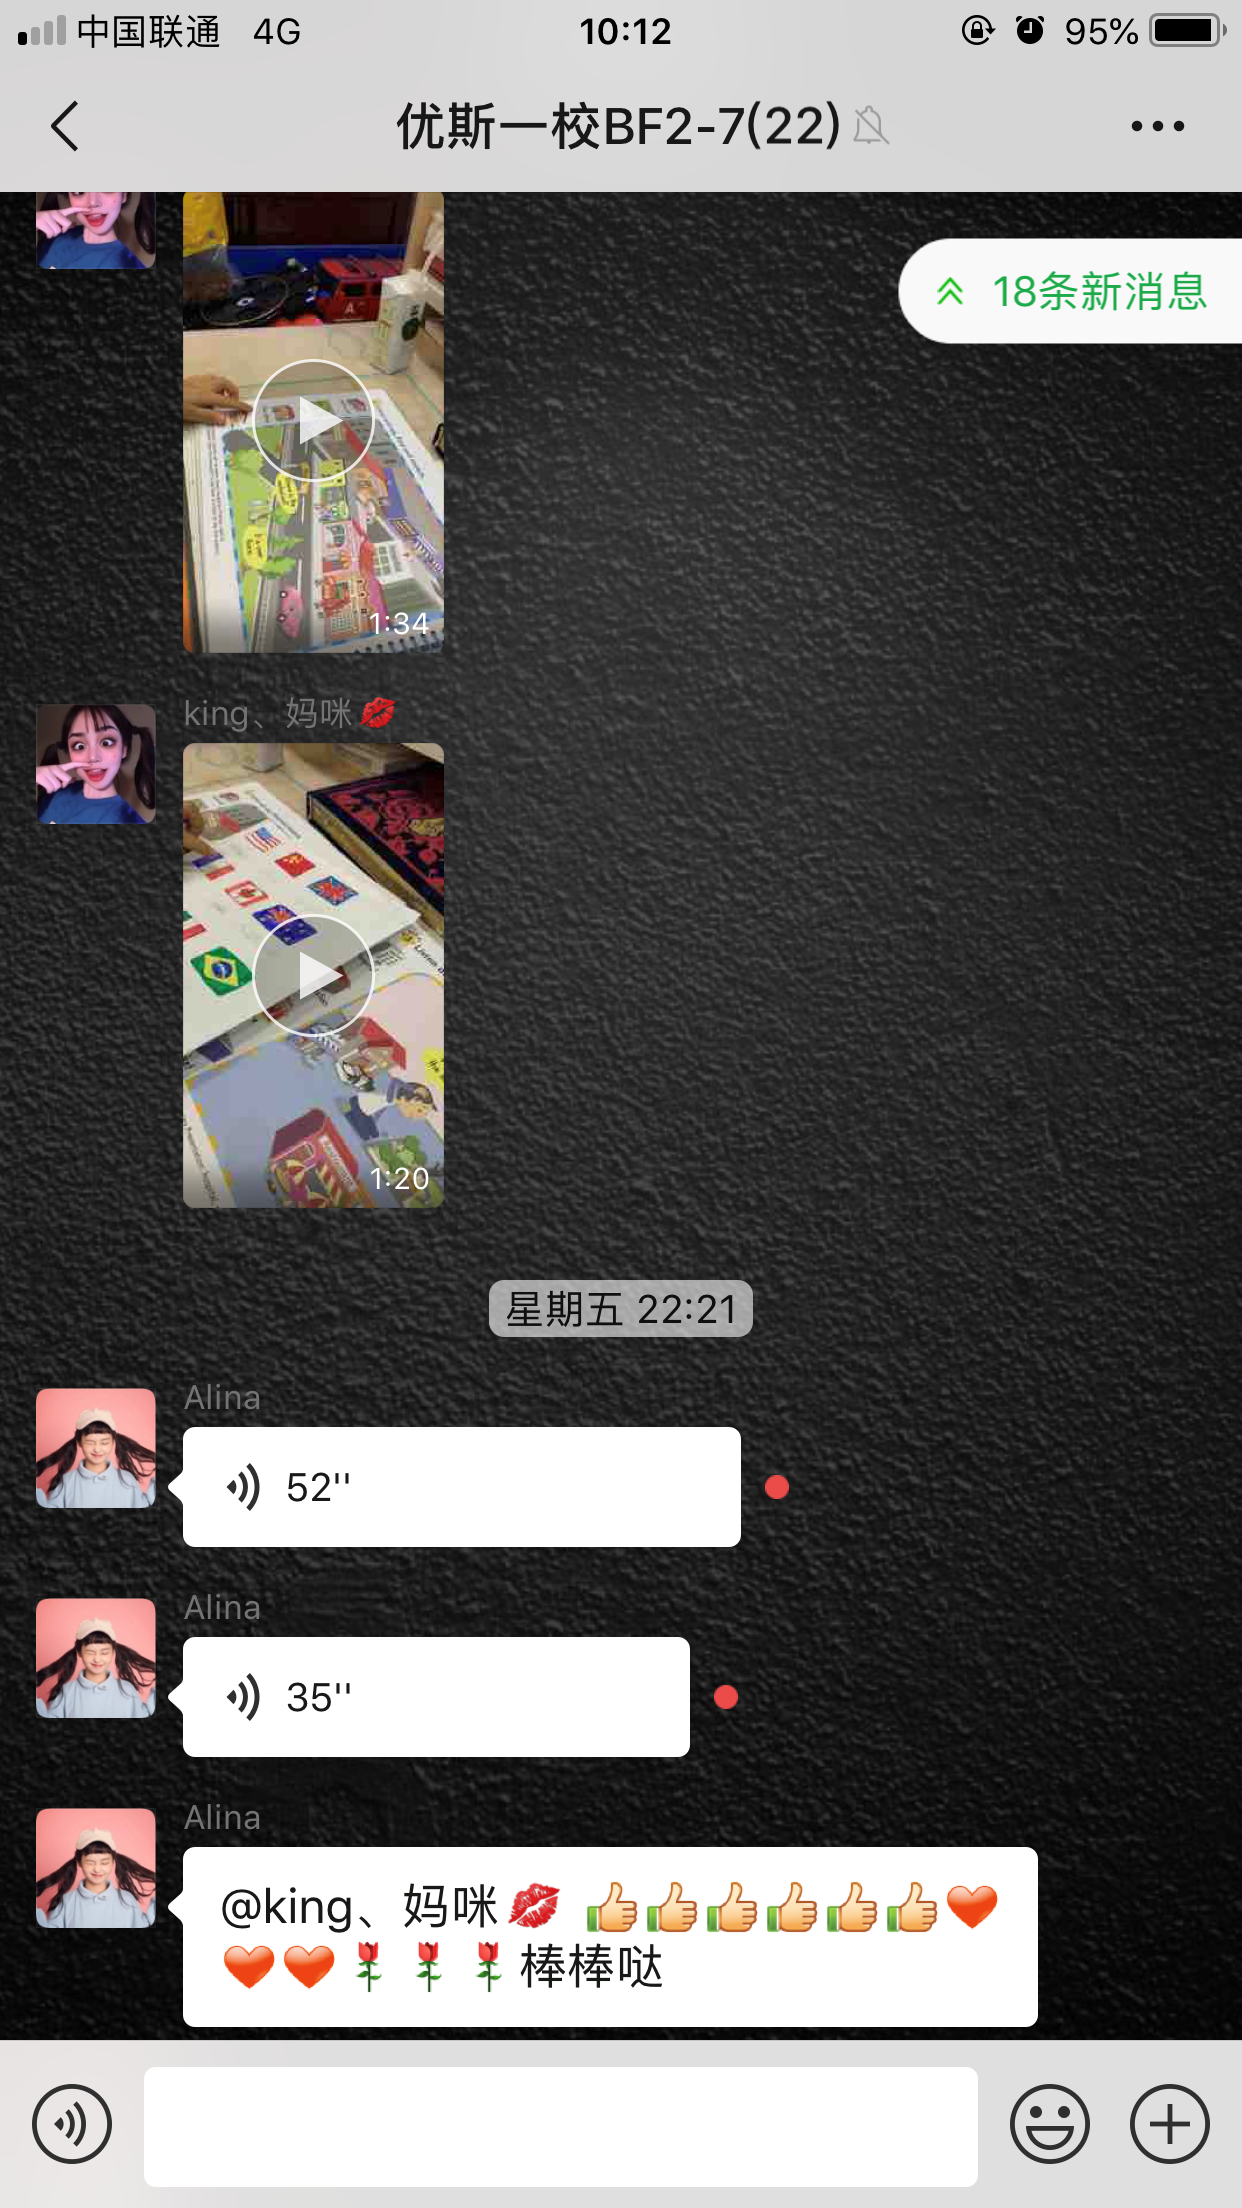 中国联通 4G 10:12 95%
优斯一校BF2-7(22)
18条新消息
A
1:34
king、妈咪💋
1:20
星期五 22:21
Alina
52''
Alina
35''
Alina
@king、妈咪💋 👍👍👍👍👍👍❤
❤❤🌹🌹🌹棒棒哒